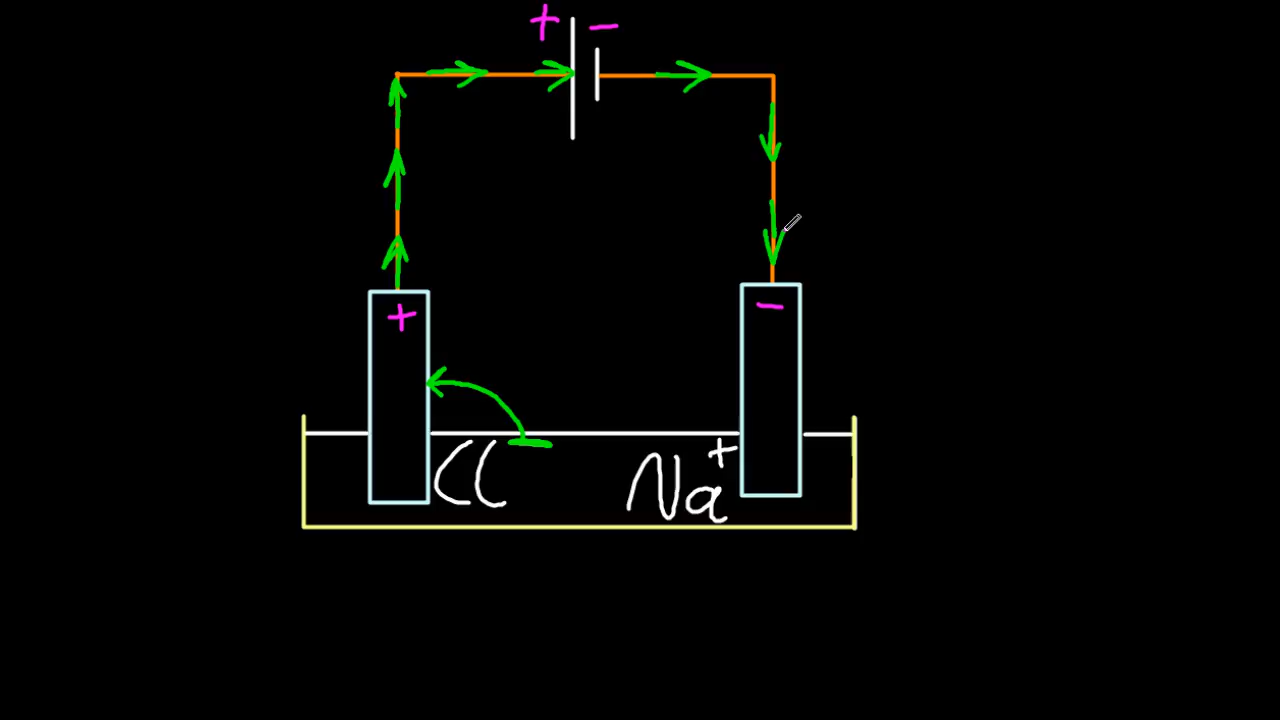 + −
+ −
Cl Na⁺